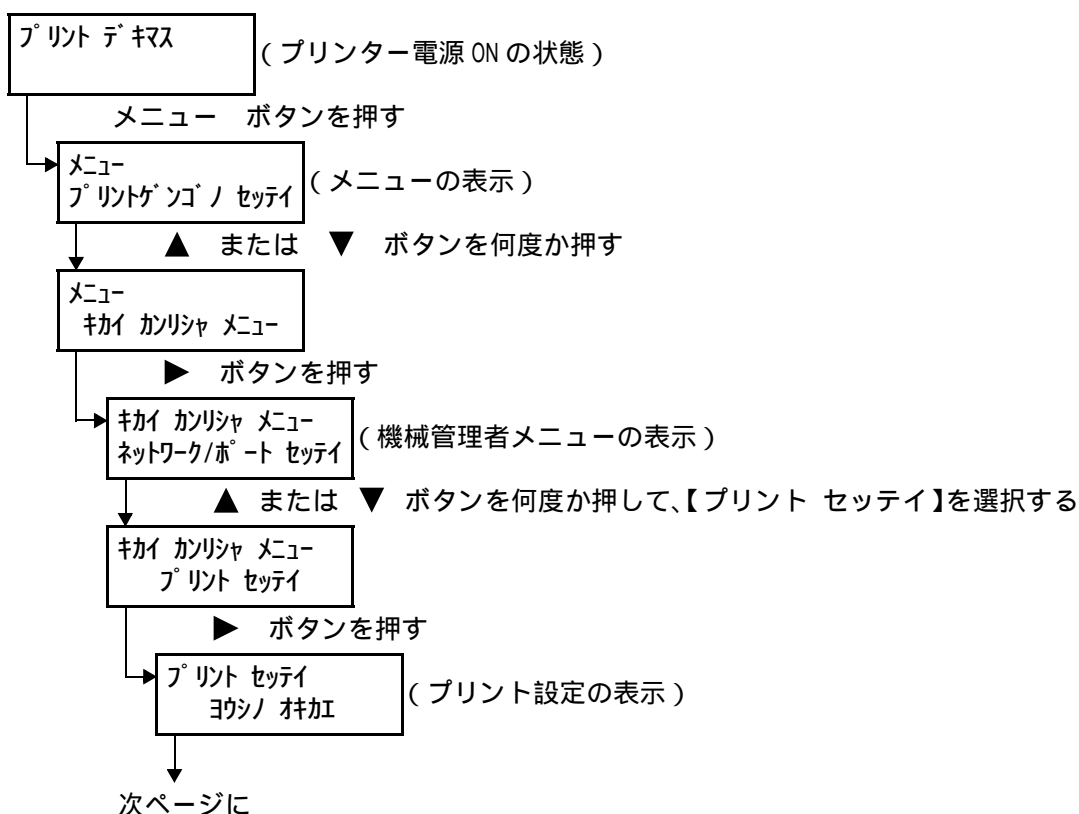 ﾌﾟﾘﾝﾄ ﾃﾞｷﾏｽ
(プリンター電源 ON の状態)
メニュー　ボタンを押す
ﾒﾆｭｰ
ﾌﾟﾘﾝﾄｹﾞﾝｺﾞﾉ ｾｯﾃｲ
(メニューの表示)
▲　または　▼　ボタンを何度か押す
ﾒﾆｭｰ
ｷｶｲ ｶﾝﾘｼｬ ﾒﾆｭｰ
▶　ボタンを押す
ｷｶｲ ｶﾝﾘｼｬ ﾒﾆｭｰ
ﾈｯﾄﾜｰｸ/ﾎﾟｰﾄ ｾｯﾃｲ
(機械管理者メニューの表示)
▲ または ▼ ボタンを何度か押して、【プリント セッテイ】を選択する
ｷｶｲ ｶﾝﾘｼｬ ﾒﾆｭｰ
ﾌﾟﾘﾝﾄ ｾｯﾃｲ
▶　ボタンを押す
ﾌﾟﾘﾝﾄ ｾｯﾃｲ
ﾖｳｼﾉ ｵｷｶｴ
(プリント設定の表示)
次ページに